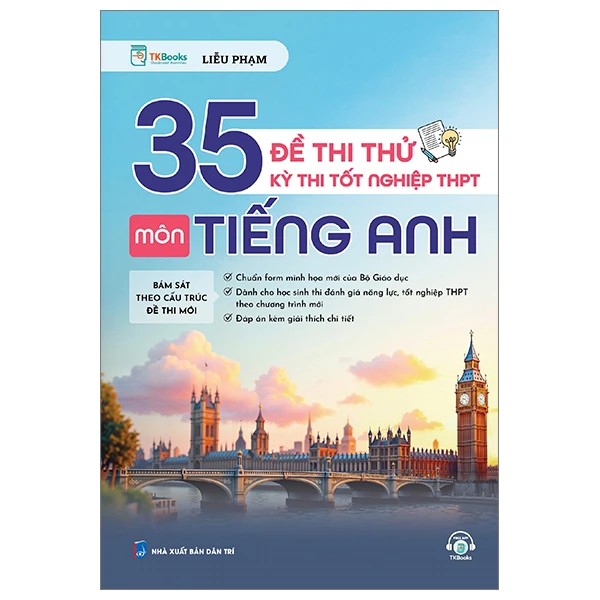 TKBooks
LIỄU PHẠM
35 ĐỀ THI THỬ
KỲ THI TỐT NGHIỆP THPT
môn TIẾNG ANH
BÁM SÁT
THEO CẤU TRÚC
ĐỀ THI MỚI
Chuẩn form minh họa mới của Bộ Giáo dục
Dành cho học sinh thi đánh giá năng lực, tốt nghiệp THPT
theo chương trình mới
Đáp án kèm giải thích chi tiết
NHÀ XUẤT BẢN DÂN TRÍ
TKBooks